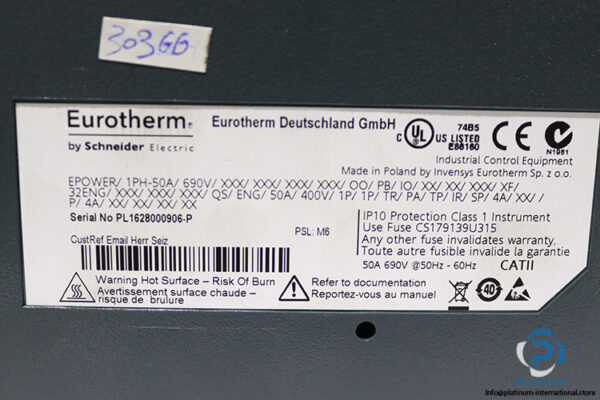 303GG
Eurotherm®
by Schneider Electric
Eurotherm Deutschland GmbH
C UL US LISTED
74B5
E86160
CE
N1981
Industrial Control Equipment
Made in Poland by Invensys Eurotherm Sp. z o.o.
EPOWER/ 1PH-50A/ 690V/ XXX/ XXX/ XXX/ XXX/ OO/ PB/ IO/ XX/ XX/ XXX/ XF/
32ENG/ XXX/ XXX/ XXX/ QS/ ENG/ 50A/ 400V/ 1P/ 1P/ TR/ PA/ TP/ IR/ SP/ 4A/ XX/ /
P/ 4A/ XX/ XX/ XX/ XX/
Serial No PL1628000906-P
PSL: M6
CustRef Email Herr Seiz
IP10 Protection Class 1 Instrument
Use Fuse CS179139U315
Any other fuse invalidates warranty.
Toute autre fusible invalide la garantie
50A 690V @50Hz - 60Hz CATII
Warning Hot Surface – Risk Of Burn
Avertissement surface chaude –
risque de brulure
Refer to documentation
Reportez-vous au manuel
40
info@platinum-international.store